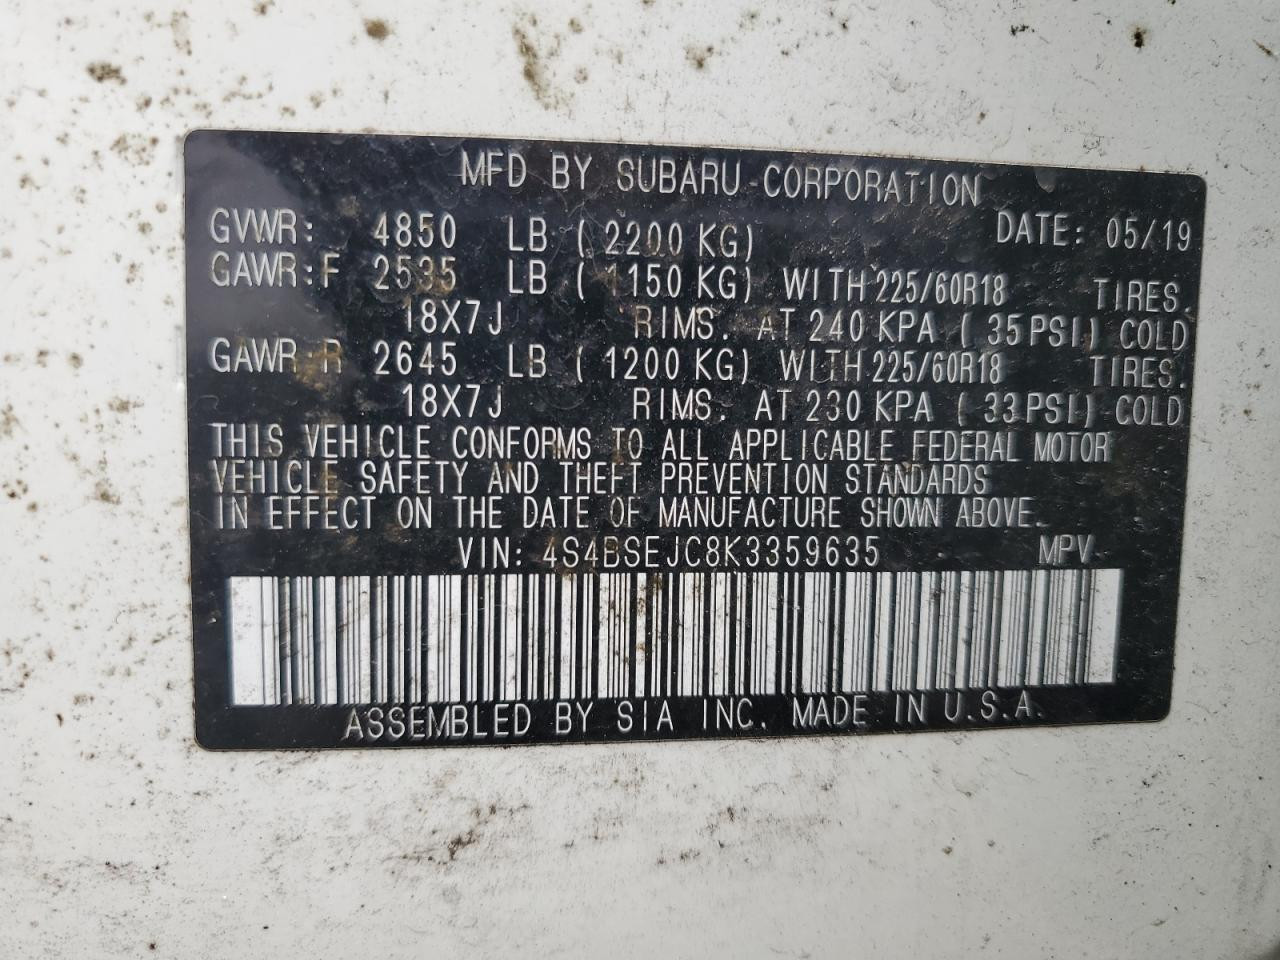 MFD BY SUBARU CORPORATION
GVWR: 4850 LB ( 2200 KG) DATE: 05/19
GAWR:F 2535 LB ( 1150 KG) WITH 225/60R18 TIRES.
18X7J RIMS. AT 240 KPA ( 35 PSI) COLD
GAWR R 2645 LB ( 1200 KG) WITH 225/60R18 TIRES.
18X7J RIMS. AT 230 KPA ( 33 PSI) COLD
THIS VEHICLE CONFORMS TO ALL APPLICABLE FEDERAL MOTOR
VEHICLE SAFETY AND THEFT PREVENTION STANDARDS
IN EFFECT ON THE DATE OF MANUFACTURE SHOWN ABOVE.
VIN: 4S4BSEJC8K3359635 MPV
ASSEMBLED BY SIA INC. MADE IN U.S.A.